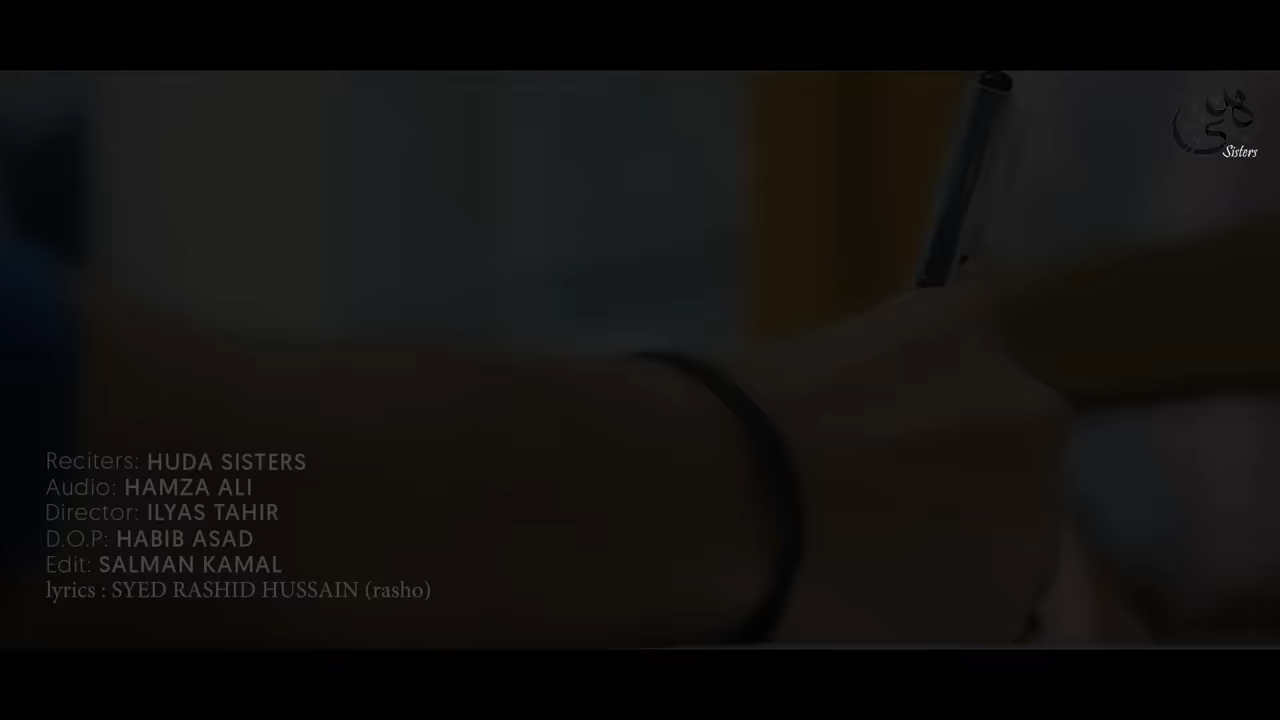 هدىٰ
Sisters
Reciters: HUDA SISTERS
Audio: HAMZA ALI
Director: ILYAS TAHIR
D.O.P: HABIB ASAD
Edit: SALMAN KAMAL
lyrics : SYED RASHID HUSSAIN (rasho)